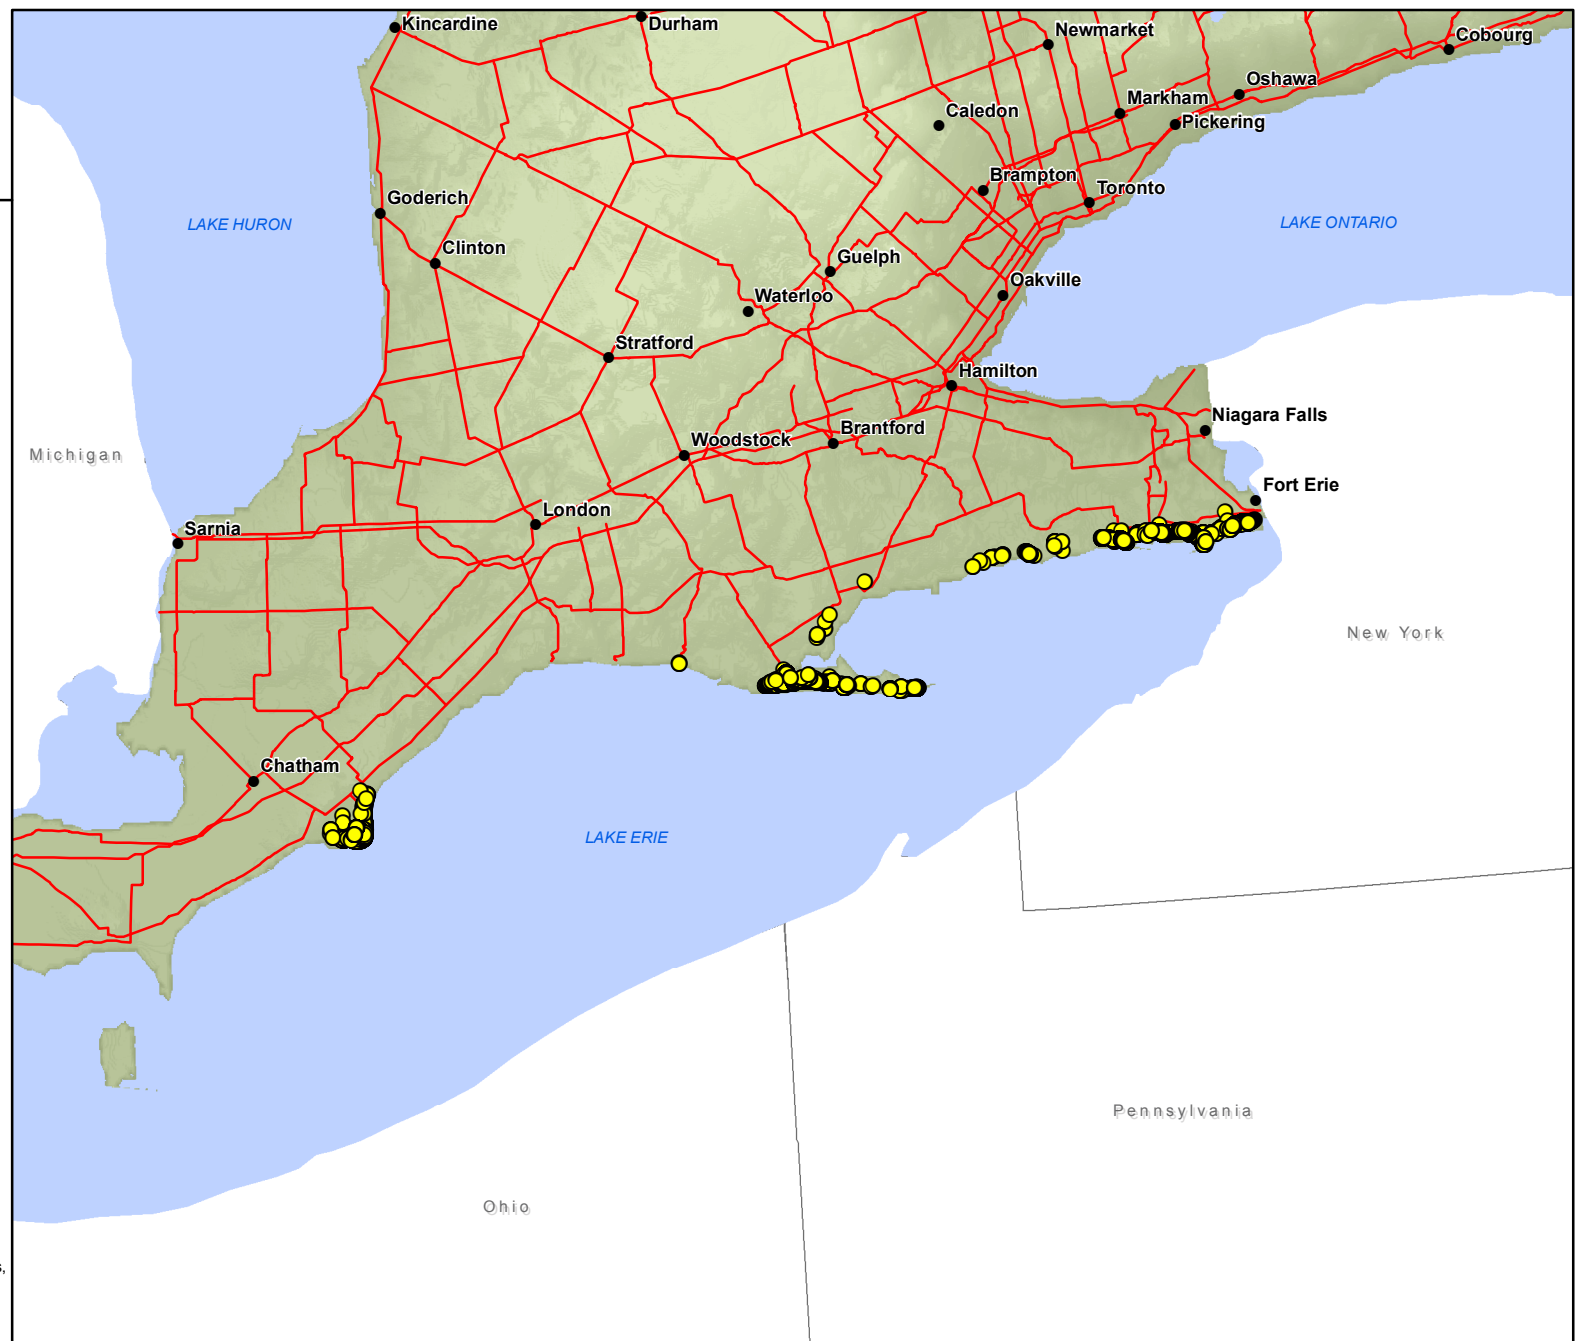 Kincardine
Durham
Newmarket
Cobourg
Oshawa
Markham
Caledon
Pickering
Brampton
Toronto
Goderich
LAKE HURON
LAKE ONTARIO
Clinton
Guelph
Oakville
Waterloo
Stratford
Hamilton
Niagara Falls
Brantford
Woodstock
Michigan
Fort Erie
London
Sarnia
New York
Chatham
LAKE ERIE
Pennsylvania
Ohio